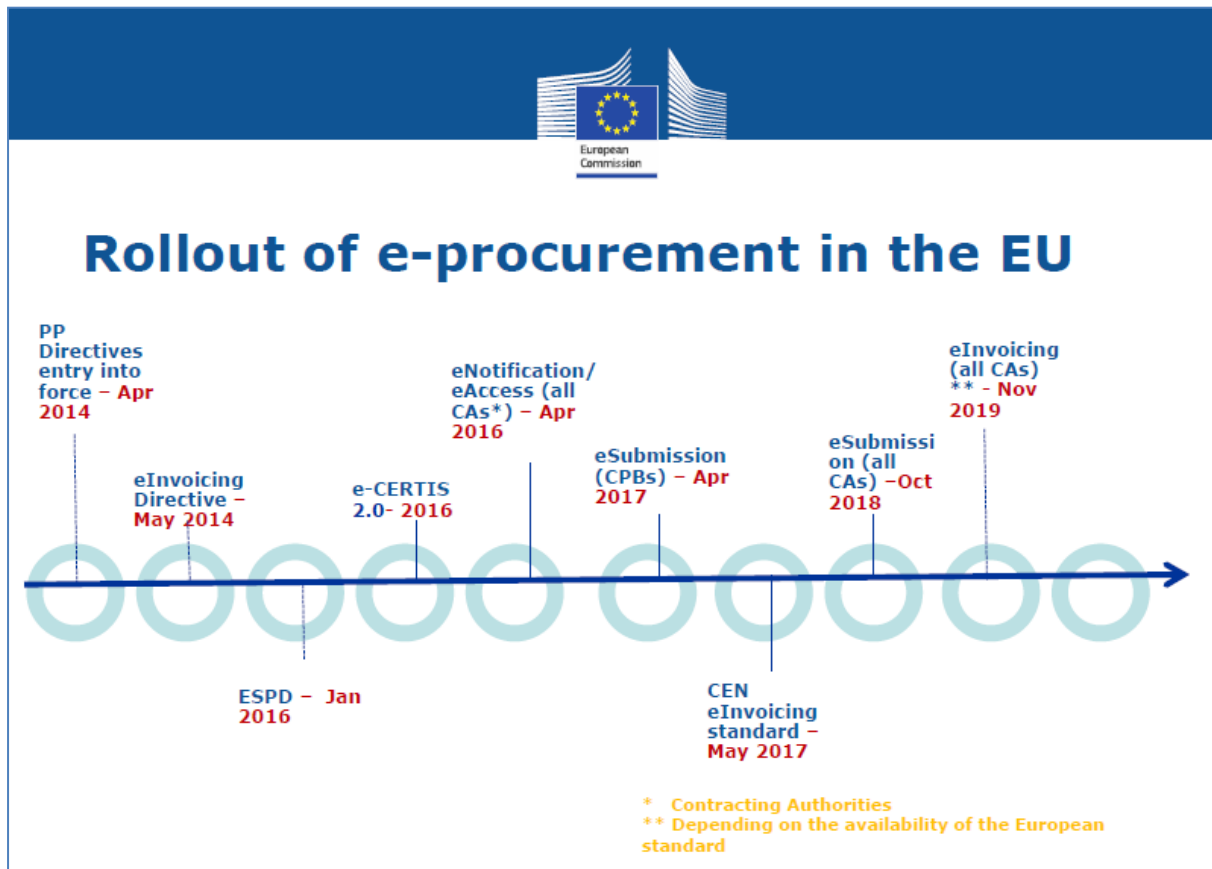 European
Commission
Rollout of e-procurement in the EU
PP
Directives
entry into
force – Apr
2014
eInvoicing
Directive –
May 2014
ESPD – Jan
2016
e-CERTIS
2.0- 2016
eNotification/
eAccess (all
CAs*) – Apr
2016
eSubmission
(CPBs) – Apr
2017
CEN
eInvoicing
standard –
May 2017
eSubmissi
on (all
CAs) –Oct
2018
eInvoicing
(all CAs)
** - Nov
2019
* Contracting Authorities
** Depending on the availability of the European
standard